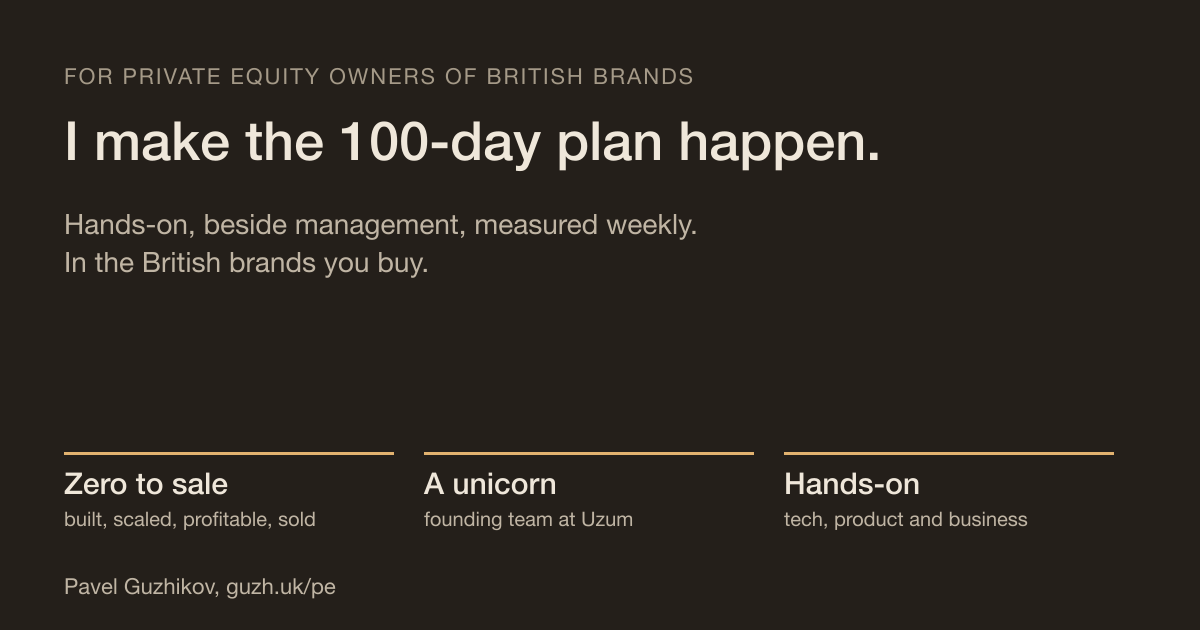 FOR PRIVATE EQUITY OWNERS OF BRITISH BRANDS
I make the 100-day plan happen.
Hands-on, beside management, measured weekly.
In the British brands you buy.
Zero to sale
built, scaled, profitable, sold
A unicorn
founding team at Uzum
Hands-on
tech, product and business
Pavel Guzhikov, guzh.uk/pe